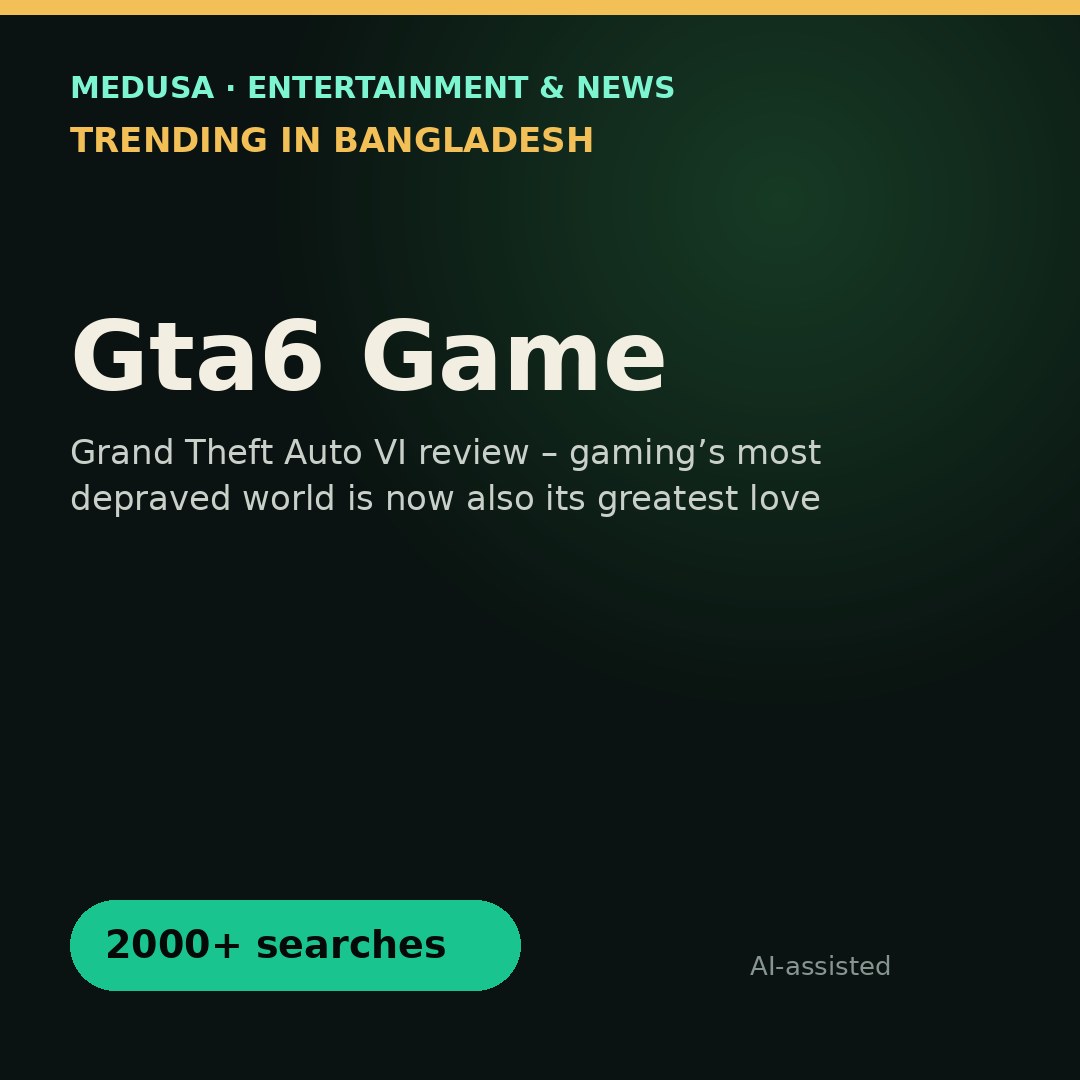 MEDUSA · ENTERTAINMENT & NEWS
TRENDING IN BANGLADESH
Gta6 Game
Grand Theft Auto VI review – gaming’s most
depraved world is now also its greatest love
2000+ searches
AI-assisted